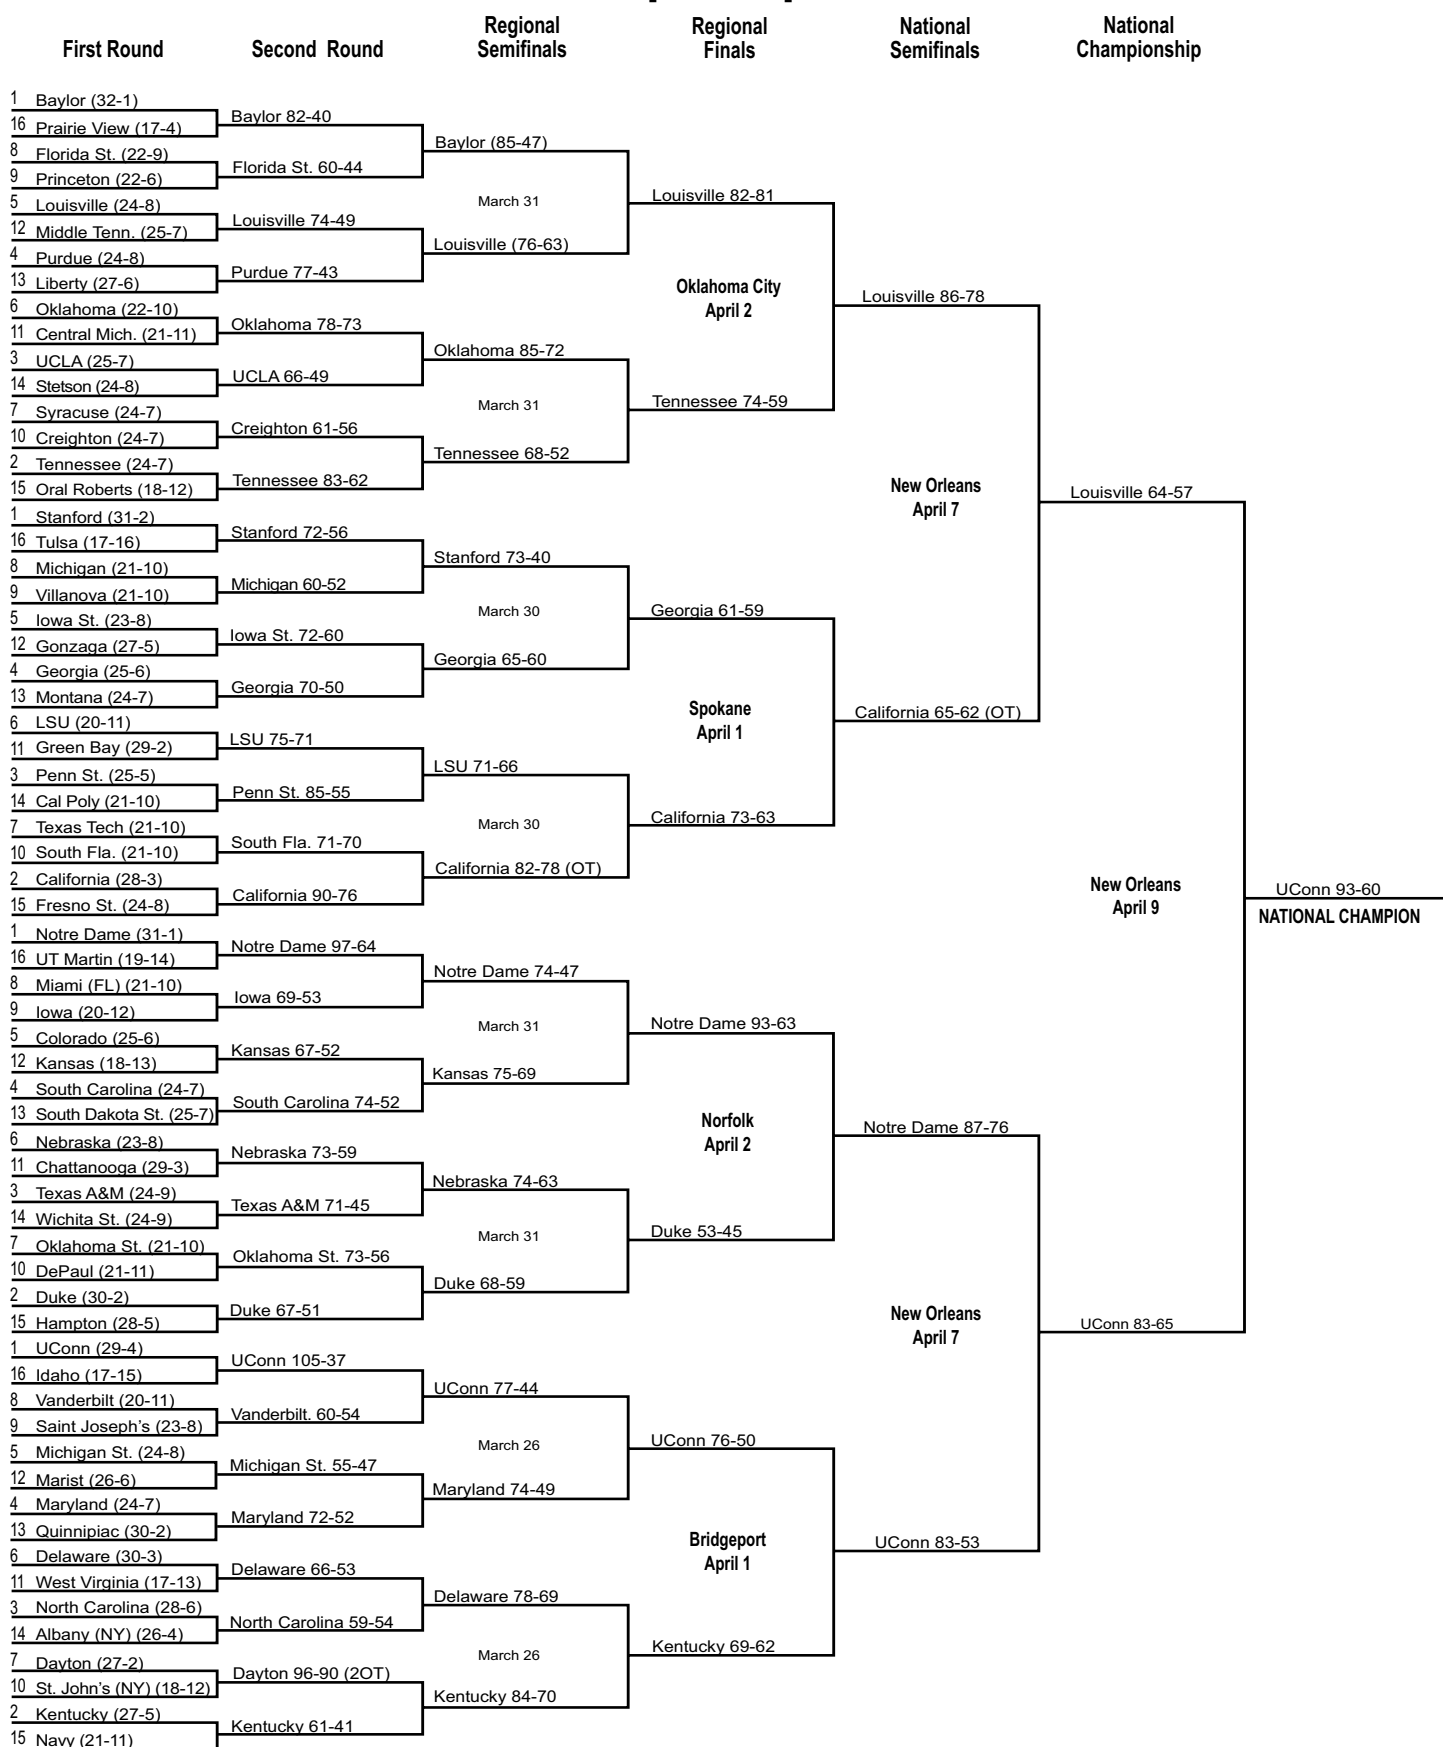 First Round
Second Round
Regional
Semifinals
Regional
Finals
National
Semifinals
National
Championship
1 Baylor (32-1)
16 Prairie View (17-4)
8 Florida St. (22-9)
9 Princeton (22-6)
5 Louisville (24-8)
12 Middle Tenn. (25-7)
4 Purdue (24-8)
13 Liberty (27-6)
6 Oklahoma (22-10)
11 Central Mich. (21-11)
3 UCLA (25-7)
14 Stetson (24-8)
7 Syracuse (24-7)
10 Creighton (24-7)
2 Tennessee (24-7)
15 Oral Roberts (18-12)
1 Stanford (31-2)
16 Tulsa (17-16)
8 Michigan (21-10)
9 Villanova (21-10)
5 Iowa St. (23-8)
12 Gonzaga (27-5)
4 Georgia (25-6)
13 Montana (24-7)
6 LSU (20-11)
11 Green Bay (29-2)
3 Penn St. (25-5)
14 Cal Poly (21-10)
7 Texas Tech (21-10)
10 South Fla. (21-10)
2 California (28-3)
15 Fresno St. (24-8)
1 Notre Dame (31-1)
16 UT Martin (19-14)
8 Miami (FL) (21-10)
9 Iowa (20-12)
5 Colorado (25-6)
12 Kansas (18-13)
4 South Carolina (24-7)
13 South Dakota St. (25-7)
6 Nebraska (23-8)
11 Chattanooga (29-3)
3 Texas A&M (24-9)
14 Wichita St. (24-9)
7 Oklahoma St. (21-10)
10 DePaul (21-11)
2 Duke (30-2)
15 Hampton (28-5)
1 UConn (29-4)
16 Idaho (17-15)
8 Vanderbilt (20-11)
9 Saint Joseph's (23-8)
5 Michigan St. (24-8)
12 Marist (26-6)
4 Maryland (24-7)
13 Quinnipiac (30-2)
6 Delaware (30-3)
11 West Virginia (17-13)
3 North Carolina (28-6)
14 Albany (NY) (26-4)
7 Dayton (27-2)
10 St. John's (NY) (18-12)
2 Kentucky (27-5)
15 Navy (21-11)
Baylor 82-40
Florida St. 60-44
Louisville 74-49
Purdue 77-43
Oklahoma 78-73
UCLA 66-49
Creighton 61-56
Tennessee 83-62
Stanford 72-56
Michigan 60-52
Iowa St. 72-60
Georgia 70-50
LSU 75-71
Penn St. 85-55
South Fla. 71-70
California 90-76
Notre Dame 97-64
Iowa 69-53
Kansas 67-52
South Carolina 74-52
Nebraska 73-59
Texas A&M 71-45
Oklahoma St. 73-56
Duke 67-51
UConn 105-37
Vanderbilt. 60-54
Michigan St. 55-47
Maryland 72-52
Delaware 66-53
North Carolina 59-54
Dayton 96-90 (2OT)
Kentucky 61-41
Baylor (85-47)
March 31
Louisville (76-63)
Oklahoma 85-72
March 31
Tennessee 68-52
Stanford 73-40
March 30
Georgia 65-60
LSU 71-66
March 30
California 82-78 (OT)
Notre Dame 74-47
March 31
Kansas 75-69
Nebraska 74-63
March 31
Duke 68-59
UConn 77-44
March 26
Maryland 74-49
Delaware 78-69
March 26
Kentucky 84-70
Louisville 82-81
Oklahoma City
April 2
Tennessee 74-59
Georgia 61-59
Spokane
April 1
California 73-63
Notre Dame 93-63
Norfolk
April 2
Duke 53-45
UConn 76-50
Bridgeport
April 1
Kentucky 69-62
Louisville 86-78
New Orleans
April 7
California 65-62 (OT)
Notre Dame 87-76
New Orleans
April 7
UConn 83-53
Louisville 64-57
New Orleans
April 9
UConn 83-65
UConn 93-60
NATIONAL CHAMPION